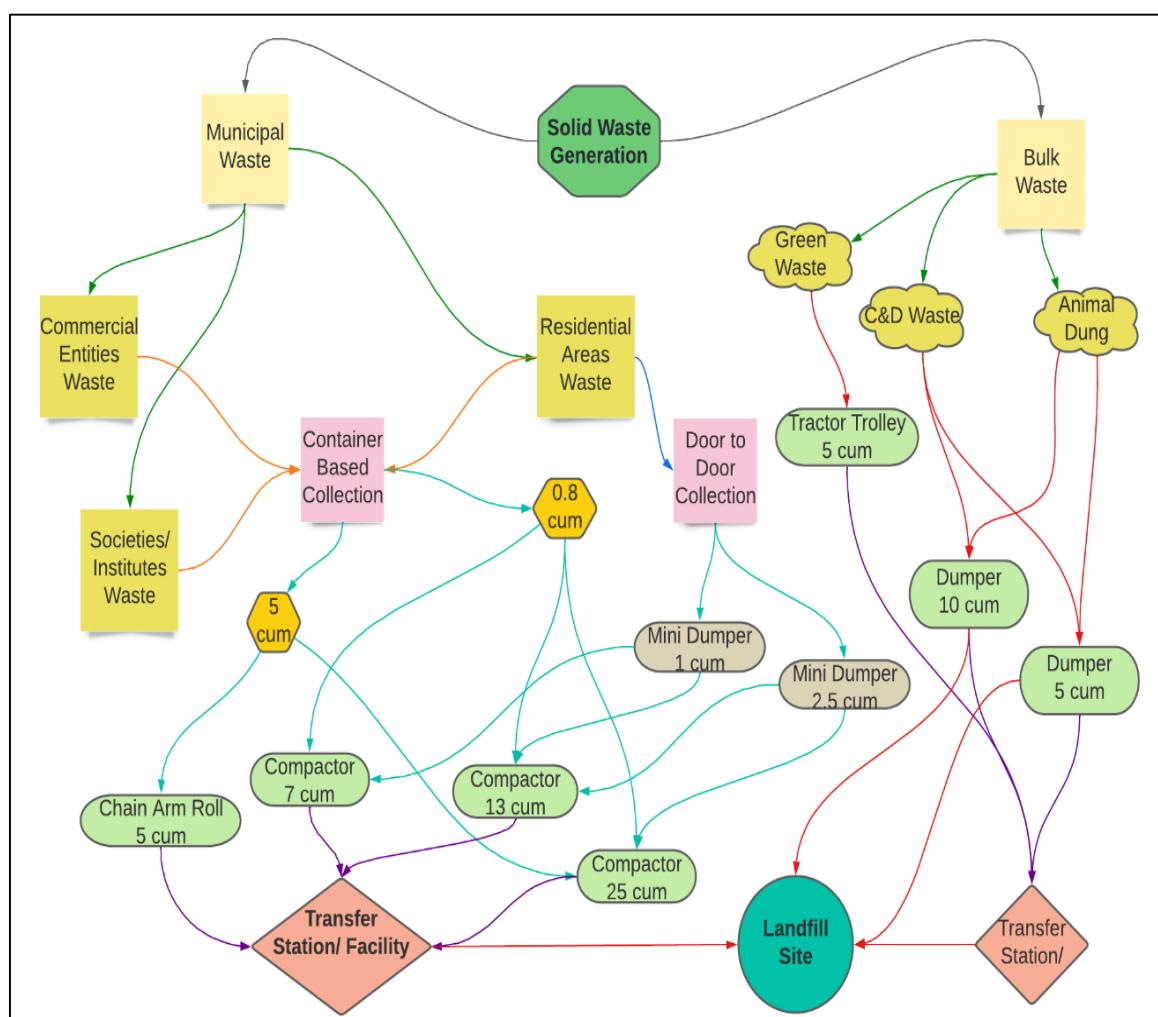 Solid Waste
Generation
Municipal
Waste
Bulk
Waste
Green
Waste
C&D Waste
Animal
Dung
Commercial
Entities
Waste
Residential
Areas
Waste
Container
Based
Collection
0.8
cum
Door to
Door
Collection
Tractor Trolley
5 cum
Societies/
Institutes
Waste
5
cum
Mini Dumper
1 cum
Mini Dumper
2.5 cum
Dumper
10 cum
Dumper
5 cum
Compactor
7 cum
Compactor
13 cum
Chain Arm Roll
5 cum
Compactor
25 cum
Transfer
Station/ Facility
Landfill
Site
Transfer
Station/